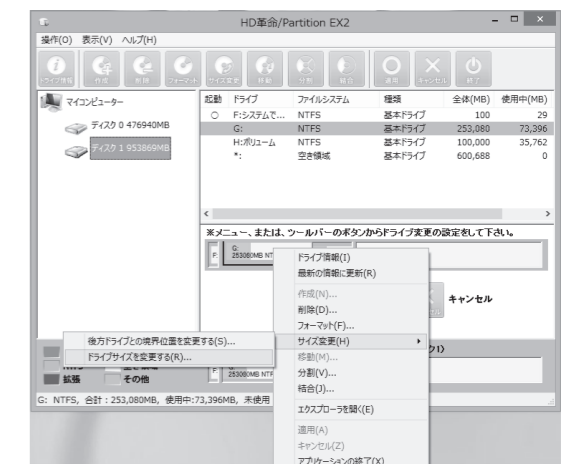 HD革命/Partition EX2
操作(O) 表示(V) ヘルプ(H)
ドライブ情報 作成 削除 フォーマット サイズ変更 移動 分割 結合 適用 キャンセル 終了
マイコンピューター
ディスク 0 476940MB
ディスク 1 953869MB
起動 ドライブ ファイルシステム 種類 全体(MB) 使用中(MB)
○ F:システムで... NTFS 基本ドライブ 100 29
G: NTFS 基本ドライブ 253,080 73,396
H:ボリューム NTFS 基本ドライブ 100,000 35,762
*: 空き領域 基本ドライブ 600,688 0
※メニュー、または、ツールバーのボタンからドライブ変更の設定をして下さい。
F: G:
253080MB NT
ドライブ情報(I)
最新の情報に更新(R)
作成(N)...
削除(D)...
フォーマット(F)...
サイズ変更(H)
移動(M)...
分割(V)...
結合(J)...
エクスプローラを開く(E)
適用(A)
キャンセル(Z)
アプリケーションの終了(X)
キャンセル
後方ドライブとの境界位置を変更する(S)...
ドライブサイズを変更する(R)...
ク1)
拡張 その他
F: 253080MB NTF
G: NTFS, 合計:253,080MB, 使用中:73,396MB, 未使用